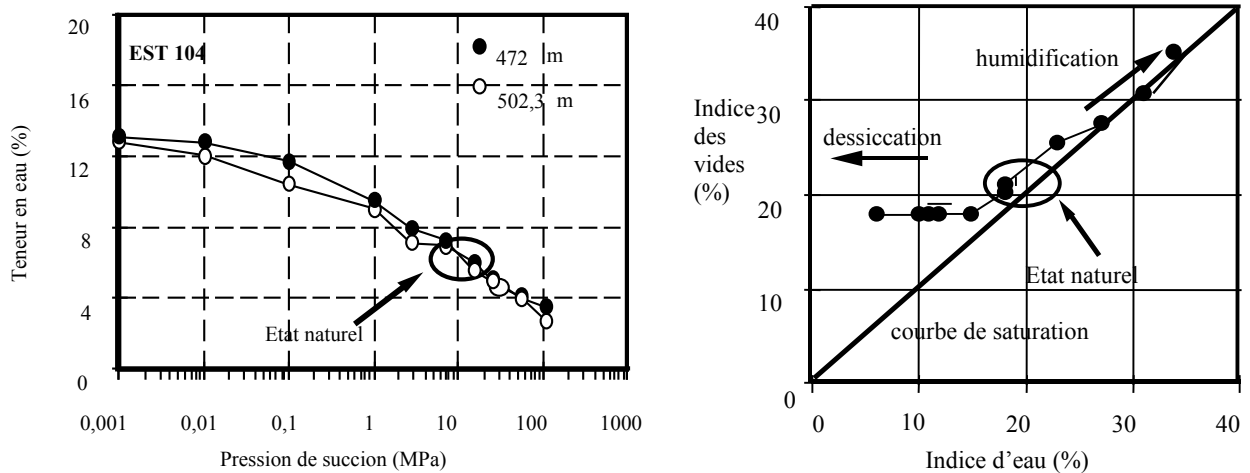 20
16
12
8
4
0
Teneur en eau (%)
EST 104
472 m
502,3 m
Etat naturel
0,001 0,01 0,1 1 10 100 1000
Pression de succion (MPa)
40
30
20
10
0
Indice
des
vides
(%)
humidification
dessiccation
Etat naturel
courbe de saturation
0 10 20 30 40
Indice d’eau (%)